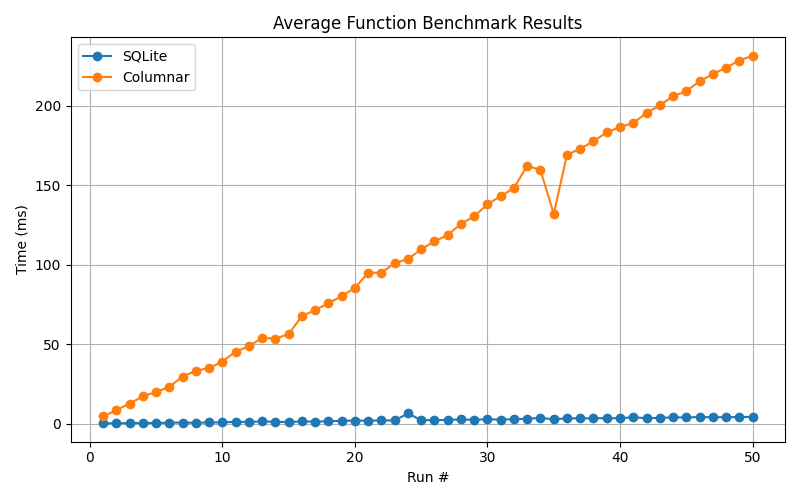 Average Function Benchmark Results
SQLite
Columnar
Time (ms)
200
150
100
50
0
0 10 20 30 40 50
Run #